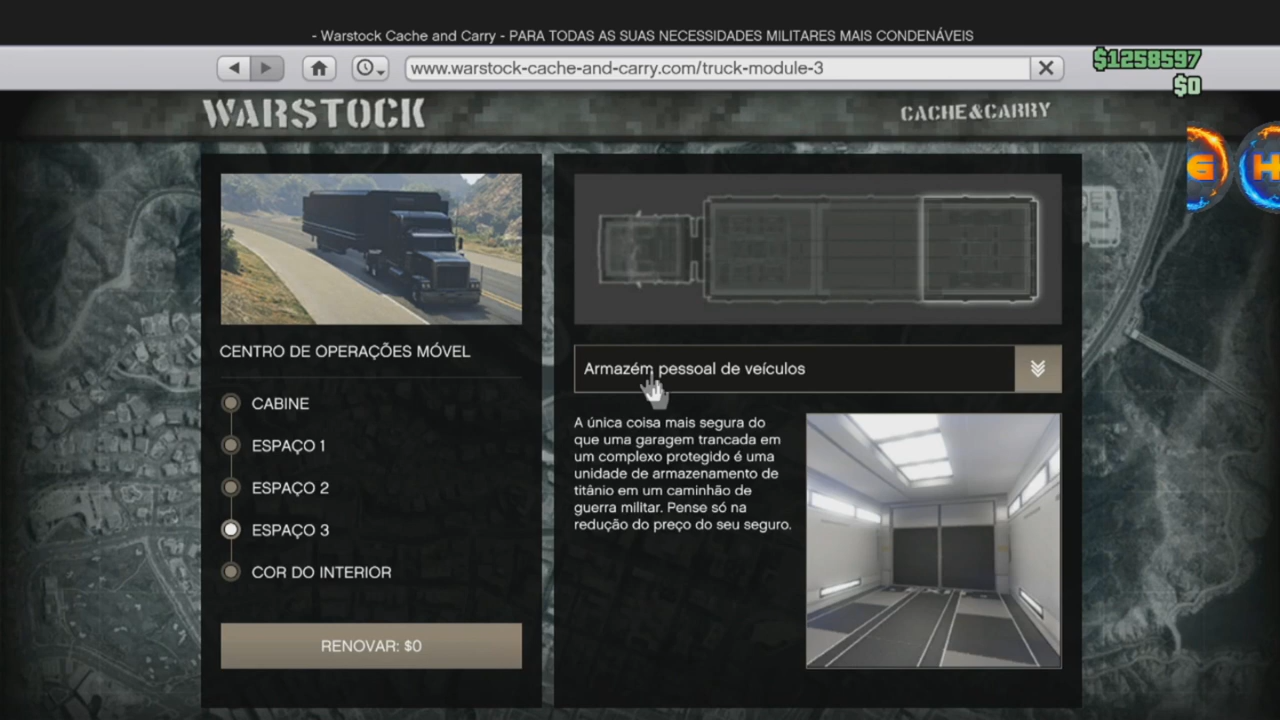 - Warstock Cache and Carry - PARA TODAS AS SUAS NECESSIDADES MILITARES MAIS CONDENÁVEIS
www.warstock-cache-and-carry.com/truck-module-3
$1258597
$0
WARSTOCK
CACHE&CARRY
G
H
CENTRO DE OPERAÇÕES MÓVEL
CABINE
ESPAÇO 1
ESPAÇO 2
ESPAÇO 3
COR DO INTERIOR
RENOVAR: $0
Armazém pessoal de veículos
A única coisa mais segura do
que uma garagem trancada em
um complexo protegido é uma
unidade de armazenamento de
titânio em um caminhão de
guerra militar. Pense só na
redução do preço do seu seguro.